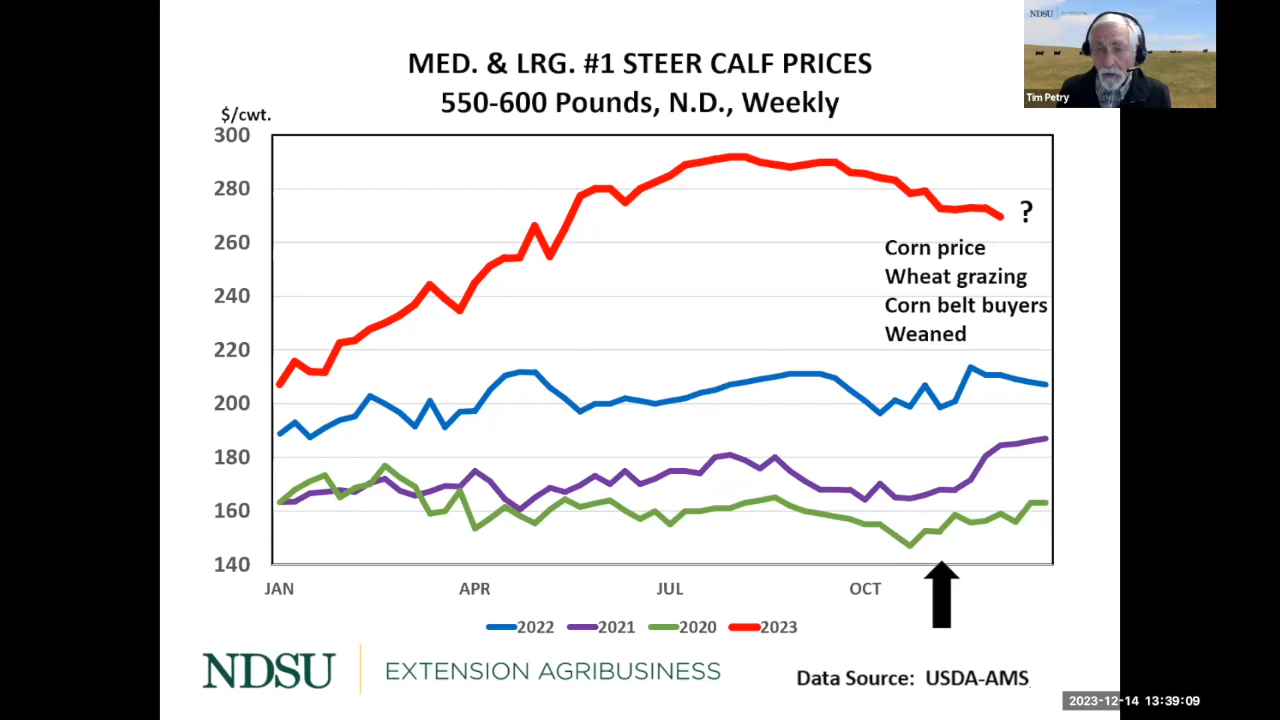 MED. & LRG. #1 STEER CALF PRICES
550-600 Pounds, N.D., Weekly
NDSU EXTENSION
Tim Petry
$/cwt.
300
280
260
240
220
200
180
160
140
?
Corn price
Wheat grazing
Corn belt buyers
Weaned
JAN APR JUL OCT
2022 2021 2020 2023
NDSU EXTENSION AGRIBUSINESS
Data Source: USDA-AMS
2023-12-14 13:39:09